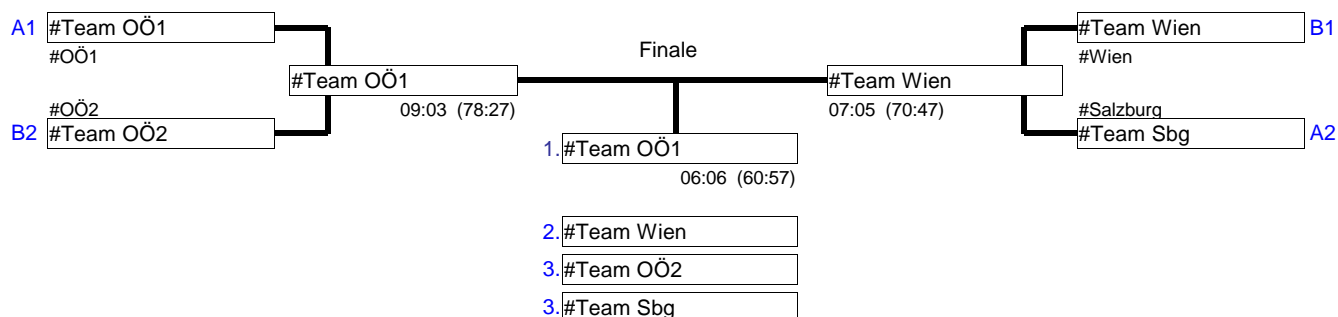 A1 #Team OÖ1
#OÖ1
#Team OÖ1
09:03 (78:27)
#OÖ2
B2 #Team OÖ2
Finale
#Team Wien B1
#Wien
#Team Wien
07:05 (70:47)
#Salzburg
#Team Sbg A2
1. #Team OÖ1
06:06 (60:57)
2. #Team Wien
3. #Team OÖ2
3. #Team Sbg